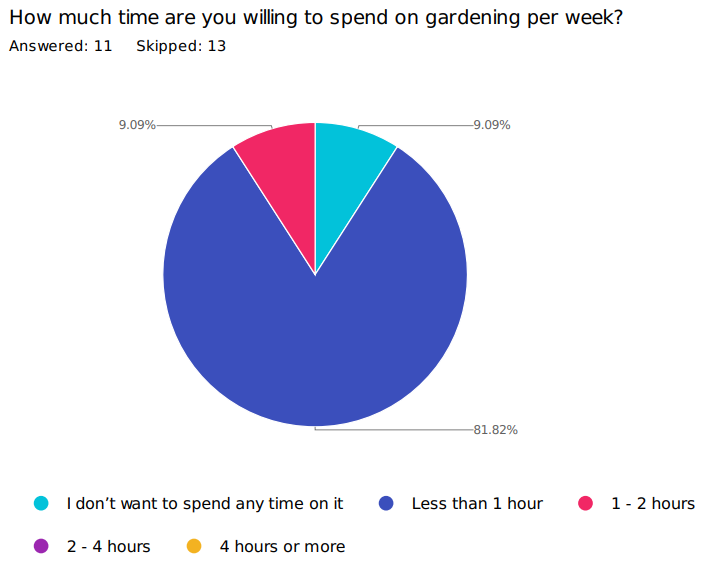 How much time are you willing to spend on gardening per week?
Answered: 11 Skipped: 13
9.09% 9.09%
81.82%
I don’t want to spend any time on it Less than 1 hour 1 - 2 hours
2 - 4 hours 4 hours or more